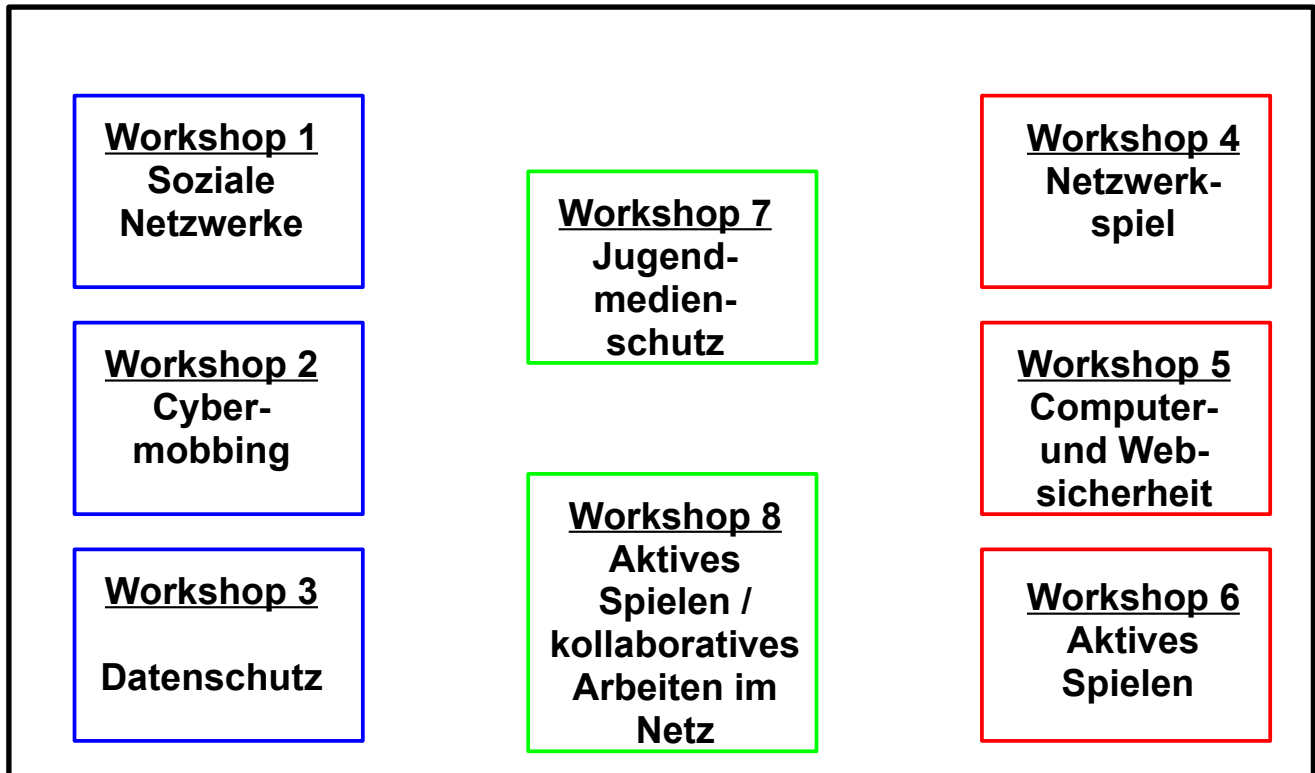 Workshop 1
Soziale
Netzwerke
Workshop 2
Cyber-
mobbing
Workshop 3
Datenschutz
Workshop 7
Jugend-
medien-
schutz
Workshop 8
Aktives
Spielen /
kollaboratives
Arbeiten im
Netz
Workshop 4
Netzwerk-
spiel
Workshop 5
Computer-
und Web-
sicherheit
Workshop 6
Aktives
Spielen